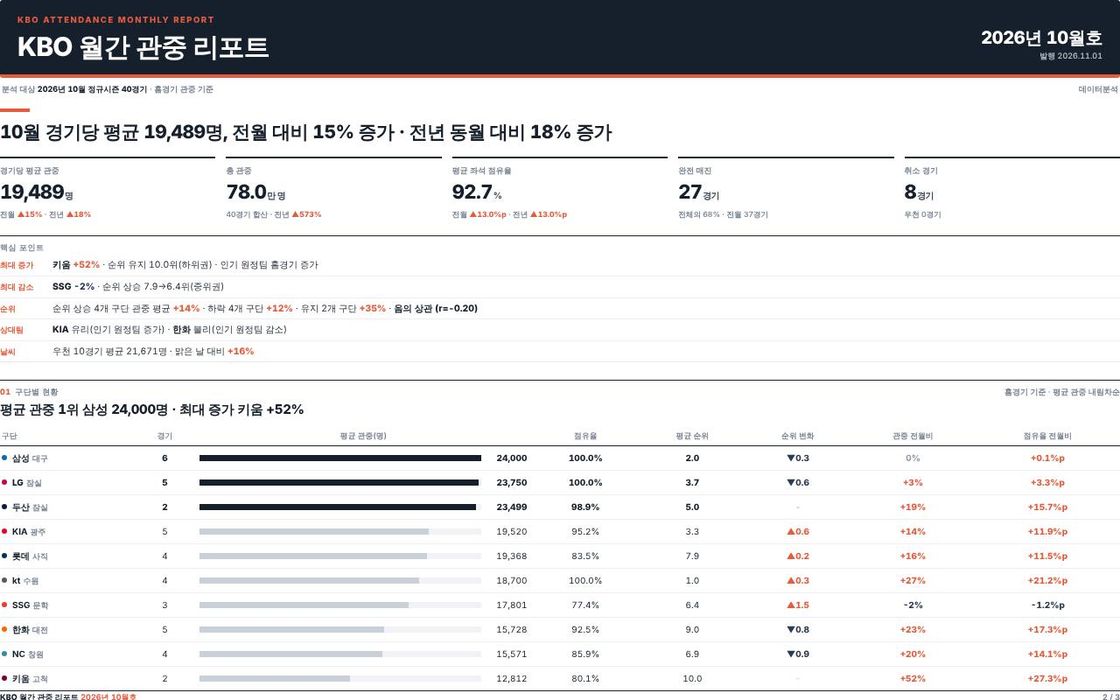 KBO ATTENDANCE MONTHLY REPORT
KBO 월간 관중 리포트
2026년 10월호
발행 2026.11.01
분석 대상 2026년 10월 정규시즌 40경기 · 홈경기 관중 기준
데이터분석
10월 경기당 평균 19,489명, 전월 대비 15% 증가 · 전년 동월 대비 18% 증가
경기당 평균 관중
19,489명
전월 ▲15% · 전년 ▲18%
총 관중
78.0만 명
40경기 합산 · 전년 ▲573%
평균 좌석 점유율
92.7%
전월 ▲13.0%p · 전년 ▲13.0%p
완전 매진
27경기
전체의 68% · 전월 37경기
취소 경기
8경기
우천 0경기
핵심 포인트
최대 증가 키움 +52% · 순위 유지 10.0위(하위권) · 인기 원정팀 홈경기 증가
최대 감소 SSG -2% · 순위 상승 7.9→6.4위(중위권)
순위 순위 상승 4개 구단 관중 평균 +14% · 하락 4개 구단 +12% · 유지 2개 구단 +35% · 음의 상관 (r=-0.20)
상대팀 KIA 유리(인기 원정팀 증가) · 한화 불리(인기 원정팀 감소)
날씨 우천 10경기 평균 21,671명 · 맑은 날 대비 +16%
01 구단별 현황
홈경기 기준 · 평균 관중 내림차순
평균 관중 1위 삼성 24,000명 · 최대 증가 키움 +52%
구단 경기 평균 관중(명) 점유율 평균 순위 순위 변화 관중 전월비 점유율 전월비
삼성 대구 6 24,000 100.0% 2.0 ▼0.3 0% +0.1%p
LG 잠실 5 23,750 100.0% 3.7 ▼0.6 +3% +3.3%p
두산 잠실 2 23,499 98.9% 5.0 - +19% +15.7%p
KIA 광주 5 19,520 95.2% 3.3 ▲0.6 +14% +11.9%p
롯데 사직 4 19,368 83.5% 7.9 ▲0.2 +16% +11.5%p
kt 수원 4 18,700 100.0% 1.0 ▲0.3 +27% +21.2%p
SSG 문학 3 17,801 77.4% 6.4 ▲1.5 -2% -1.2%p
한화 대전 5 15,728 92.5% 9.0 ▼0.8 +23% +17.3%p
NC 창원 4 15,571 85.9% 6.9 ▼0.9 +20% +14.1%p
키움 고척 2 12,812 80.1% 10.0 - +52% +27.3%p
KBO 월간 관중 리포트 2026년 10월호
2 / 3